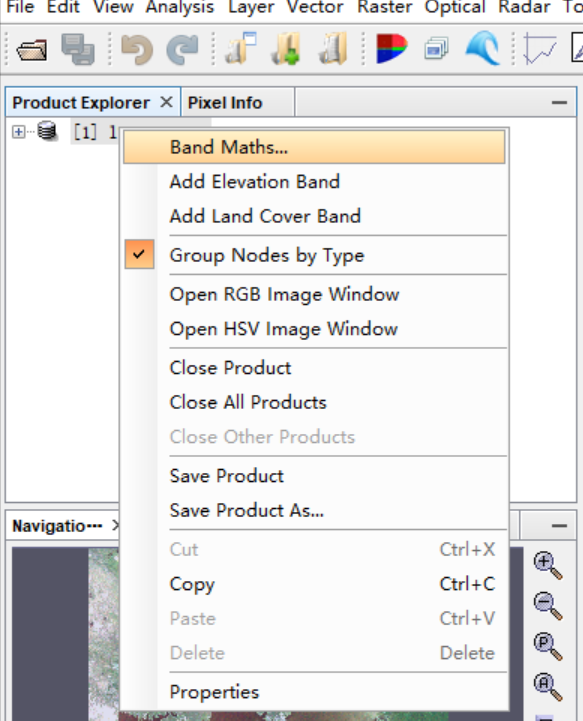 File Edit View Analysis Layer Vector Raster Optical Radar To
Product Explorer × Pixel Info
[1] 1
Band Maths...
Add Elevation Band
Add Land Cover Band
Group Nodes by Type
Open RGB Image Window
Open HSV Image Window
Close Product
Close All Products
Close Other Products
Save Product
Save Product As...
Navigatio...
Cut Ctrl+X
Copy Ctrl+C
Paste Ctrl+V
Delete Delete
Properties